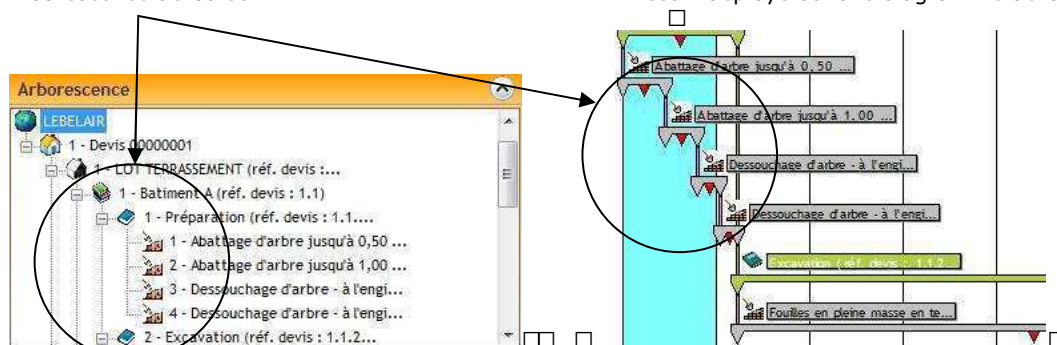 Arborescence
LEBELAIR
1 - Devis 00000001
1 - LOT TERRASSEMENT (réf. devis :...
1 - Batiment A (réf. devis : 1.1)
1 - Préparation (réf. devis : 1.1....
1 - Abattage d'arbre jusqu'à 0,50 ...
2 - Abattage d'arbre jusqu'à 1,00 ...
3 - Dessouchage d'arbre - à l'engi...
4 - Dessouchage d'arbre - à l'engi...
2 - Excavation (réf. devis : 1.1.2...
Abattage d'arbre jusqu'à 0,50 ...
Abattage d'arbre jusqu'à 1,00 ...
Dessouchage d'arbre - à l'engi...
Dessouchage d'arbre - à l'engi...
Excavation (réf. devis : 1.1.2...
Fouilles en pleine masse en te...